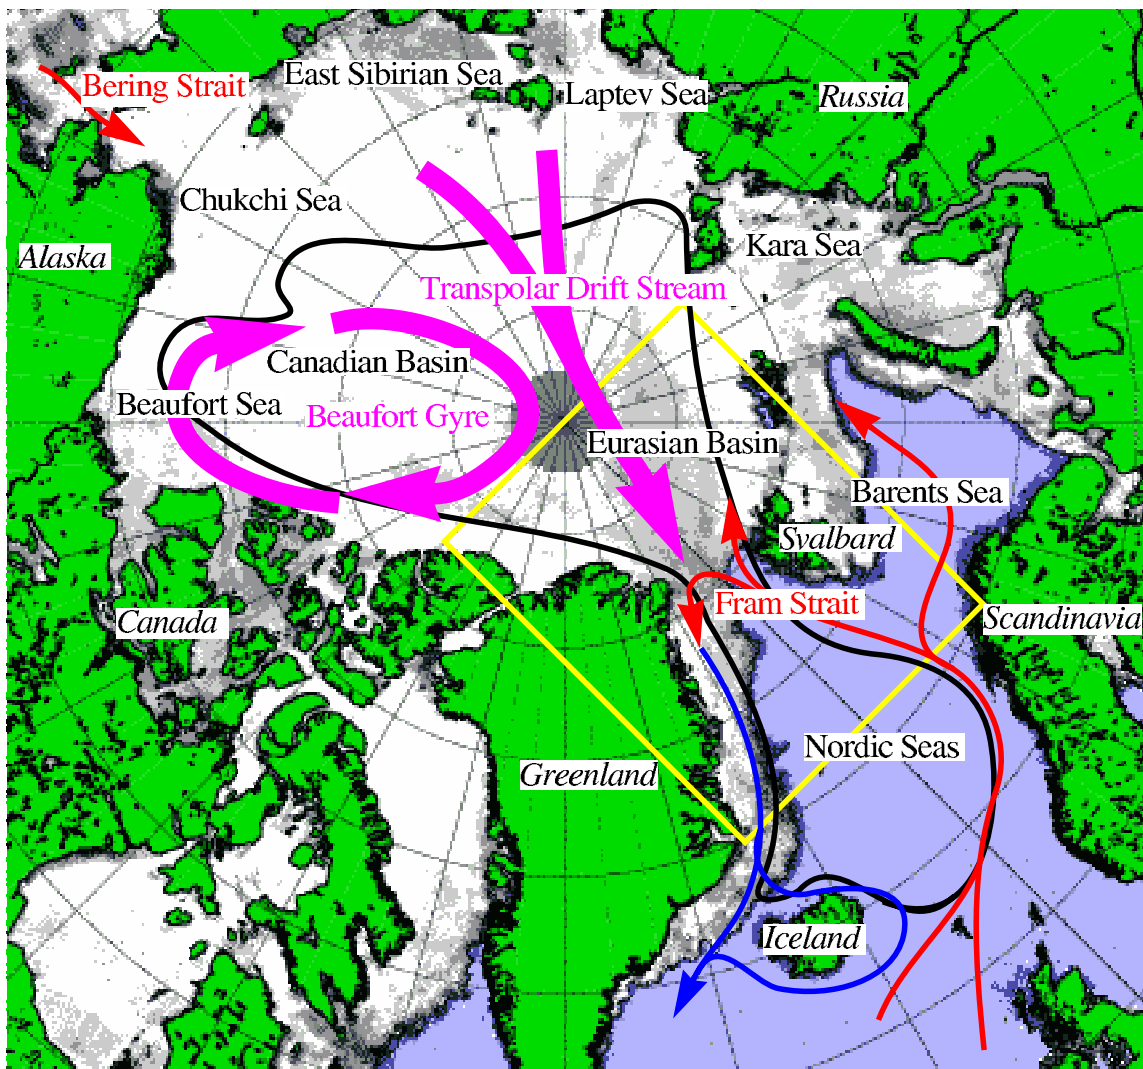 East Sibirian Sea
Bering Strait
Laptev Sea
Russia
Chukchi Sea
Kara Sea
Alaska
Transpolar Drift Stream
Canadian Basin
Beaufort Sea
Beaufort Gyre
Eurasian Basin
Barents Sea
Svalbard
Fram Strait
Canada
Scandinavia
Nordic Seas
Greenland
Iceland